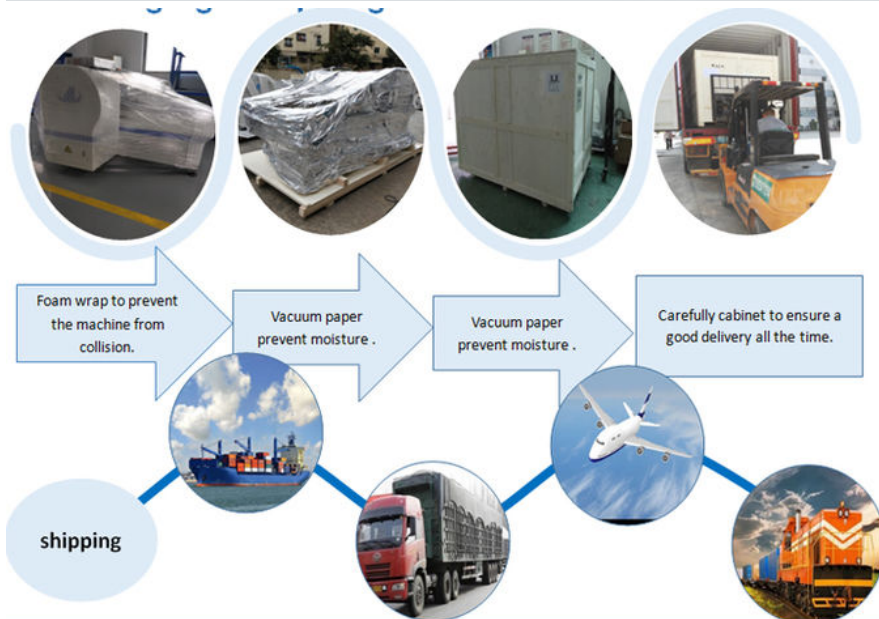 Foam wrap to prevent
the machine from
collision.
Vacuum paper
prevent moisture .
Vacuum paper
prevent moisture .
Carefully cabinet to ensure a
good delivery all the time.
shipping